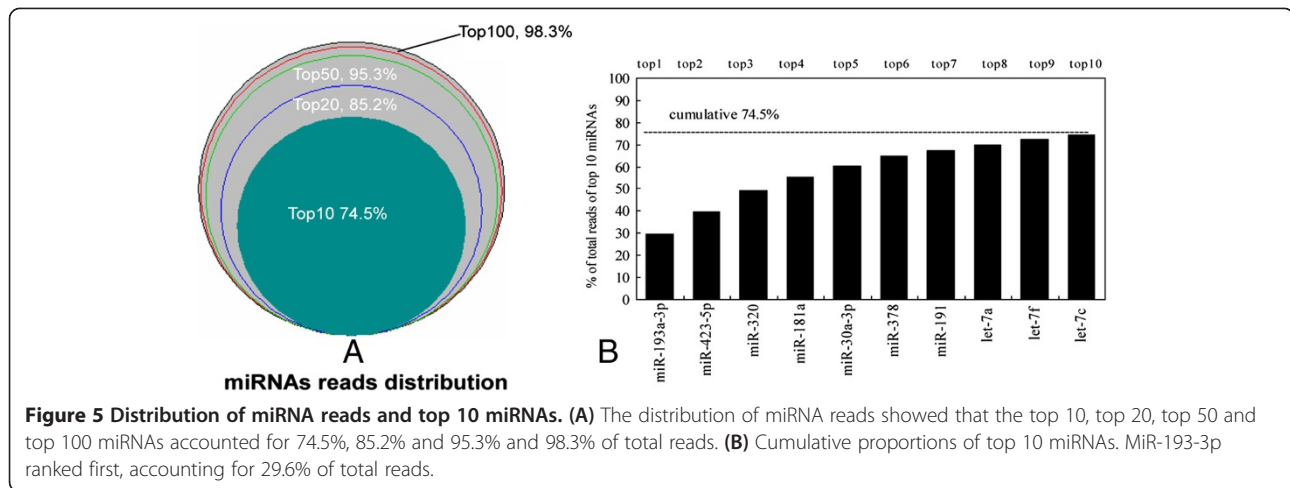 Top100, 98.3%
Top50, 95.3%
Top20, 85.2%
Top10 74.5%
A
miRNAs reads distribution
top1 top2 top3 top4 top5 top6 top7 top8 top9 top10
100
90
80
70
60
50
40
30
20
10
0
% of total reads of top 10 miRNAs
cumulative 74.5%
miR-193a-3p
miR-423-5p
miR-320
miR-181a
miR-30a-3p
miR-378
miR-191
let-7a
let-7f
let-7c
B
Figure 5 Distribution of miRNA reads and top 10 miRNAs. (A) The distribution of miRNA reads showed that the top 10, top 20, top 50 and
top 100 miRNAs accounted for 74.5%, 85.2% and 95.3% and 98.3% of total reads. (B) Cumulative proportions of top 10 miRNAs. MiR-193-3p
ranked first, accounting for 29.6% of total reads.